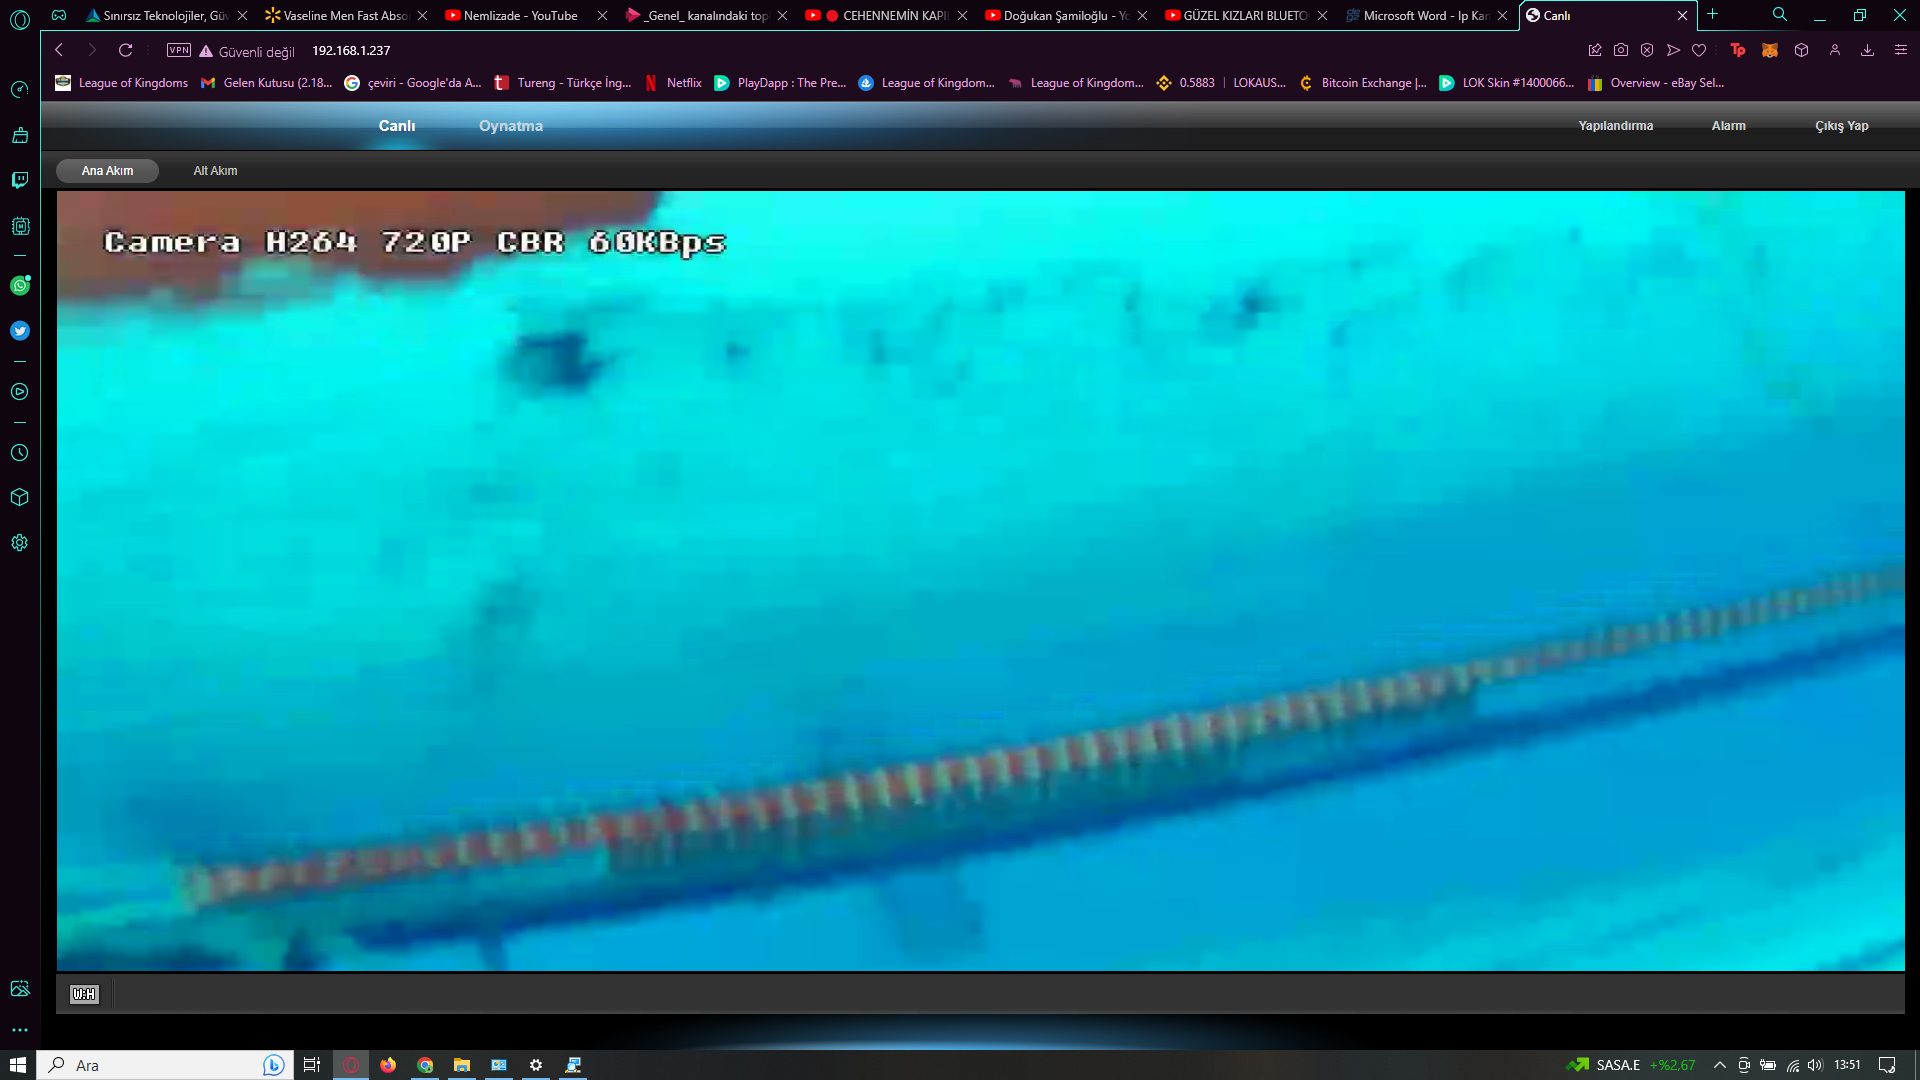 Sınırsız Teknolojiler, Güv
Vaseline Men Fast Abso
Nemlizade - YouTube
_Genel_ kanalındaki top
CEHENNEMİN KAPI
Doğukan Şamiloğlu - Yo
GÜZEL KIZLARI BLUETO
Microsoft Word - Ip Kar
Canlı
VPN
Güvenli değil
192.168.1.237
League of Kingdoms
Gelen Kutusu (2.18...
çeviri - Google'da A...
Tureng - Türkçe İng...
Netflix
PlayDapp : The Pre...
League of Kingdom...
League of Kingdom...
0.5883 | LOKAUS...
Bitcoin Exchange |...
LOK Skin #1400066...
Overview - eBay Sel...
Canlı
Oynatma
Yapılandırma
Alarm
Çıkış Yap
Ana Akım
Alt Akım
Camera H264 720P CBR 60KBps
W:H
Ara
SASA.E +%2.67
13:51